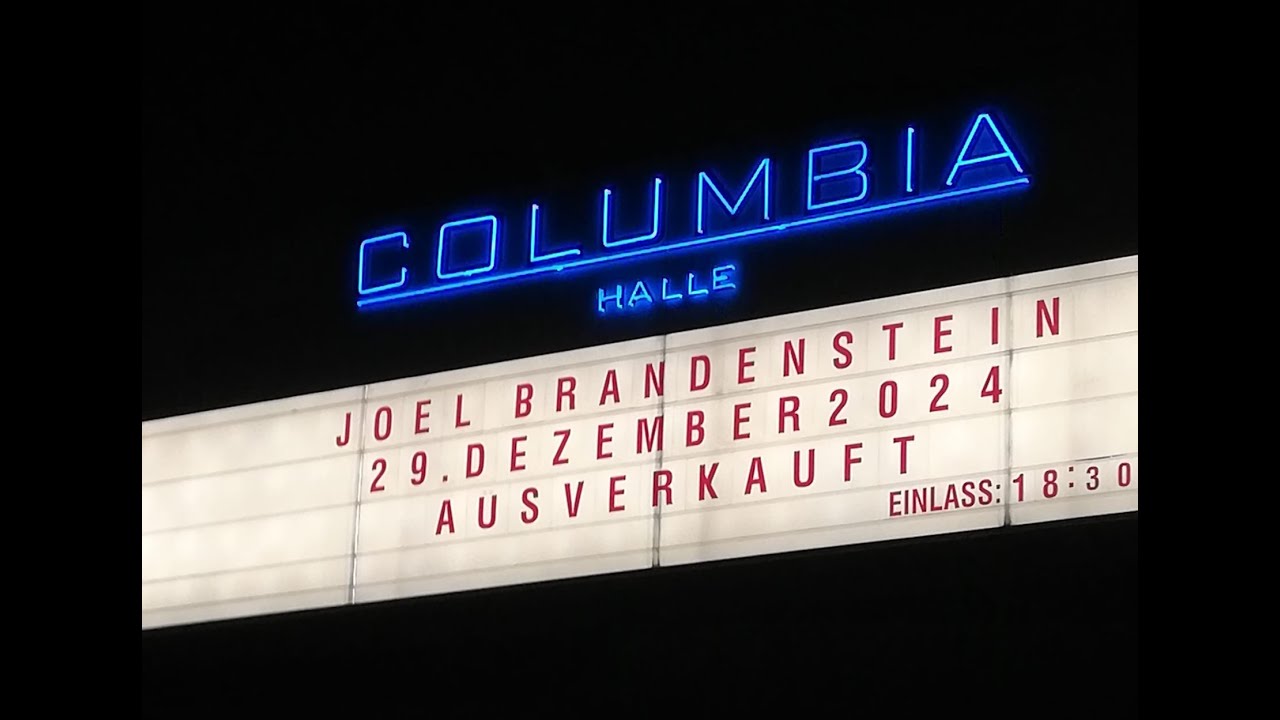 COLUMBIA
HALLE
JOEL BRANDENSTEIN
29.DEZEMBER2024
AUSVERKAUFT
EINLASS:18:30